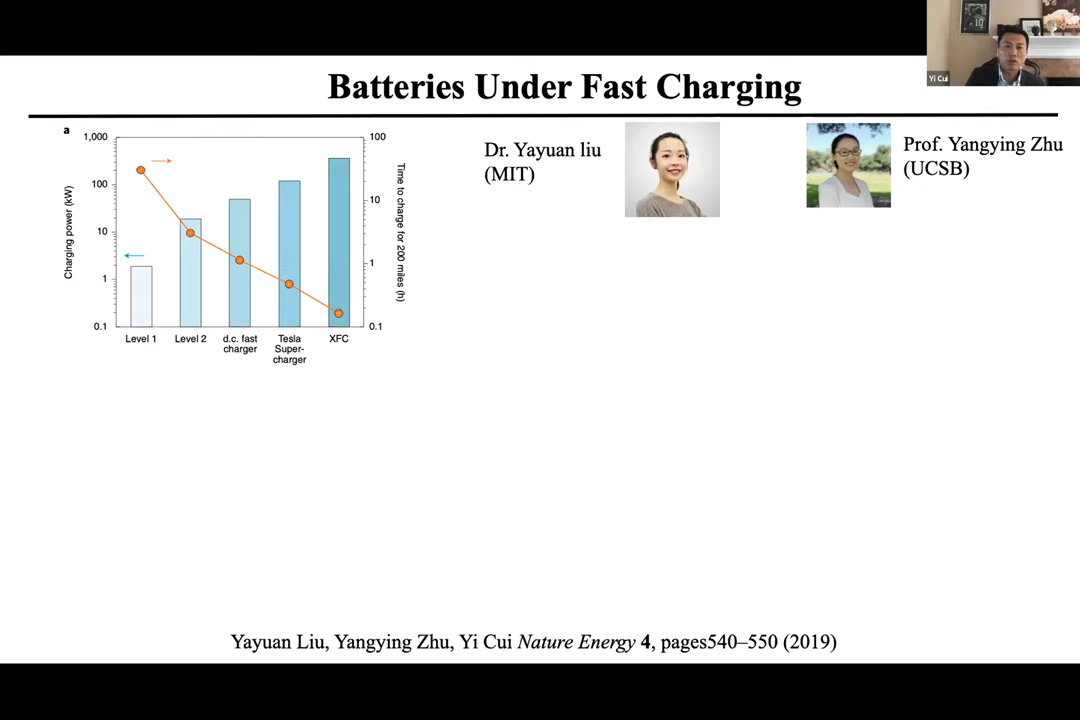 Batteries Under Fast Charging
Yi Cui
10
a
1,000
100
10
1
0.1
Charging power (kW)
100
10
1
0.1
Time to charge for 200 miles (h)
Level 1
Level 2
d.c. fast
charger
Tesla
Super-
charger
XFC
Dr. Yayuan liu
(MIT)
Prof. Yangying Zhu
(UCSB)
Yayuan Liu, Yangying Zhu, Yi Cui Nature Energy 4, pages540–550 (2019)